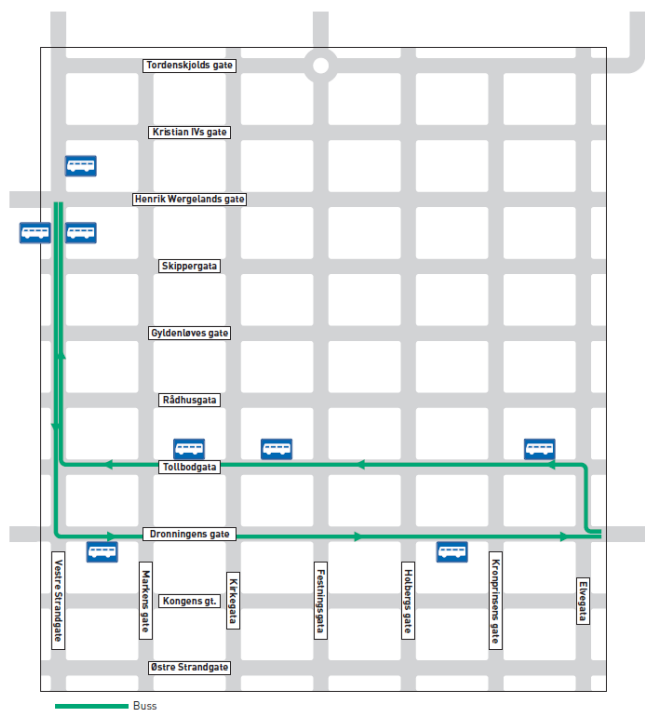 Tordenskjolds gate
Kristian IVs gate
Henrik Wergelands gate
Skippergata
Gyldenløves gate
Rådhusgata
Tollbodgata
Dronningens gate
Vestre Strandgate
Markens gate
Kirkegata
Festningsgata
Holbergs gate
Kronprinsens gate
Elvegata
Kongens gt.
Østre Strandgate
Buss